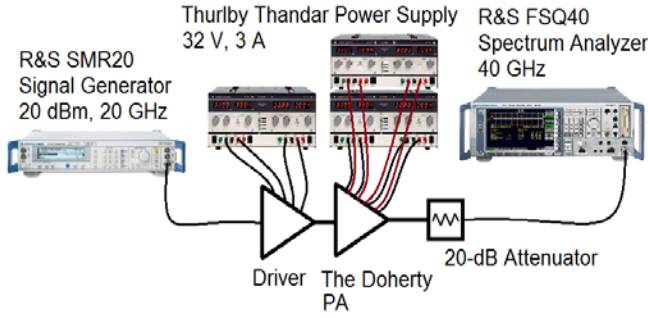 Thurlby Thandar Power Supply
32 V, 3 A
R&S FSQ40
Spectrum Analyzer
40 GHz
R&S SMR20
Signal Generator
20 dBm, 20 GHz
20-dB Attenuator
Driver
The Doherty
PA